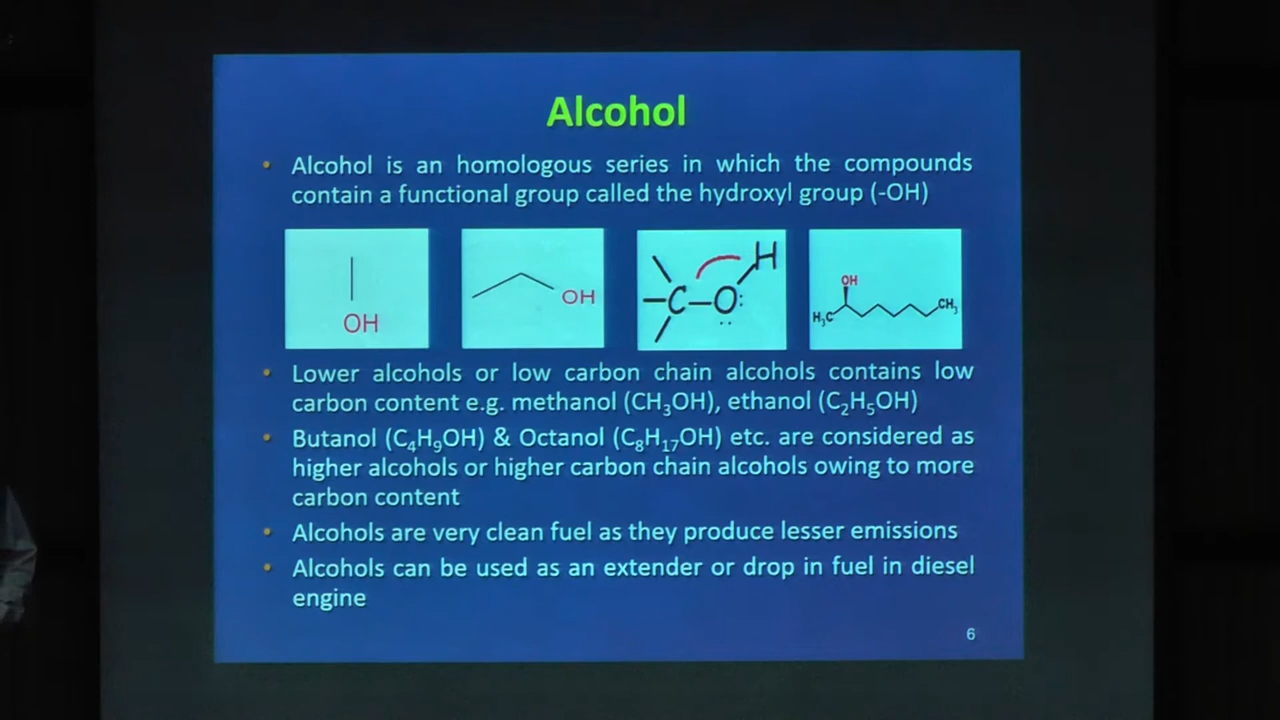 Alcohol
• Alcohol is an homologous series in which the compounds
contain a functional group called the hydroxyl group (-OH)
OH
OH
H
C O
OH
H₃C CH₃
• Lower alcohols or low carbon chain alcohols contains low
carbon content e.g. methanol (CH₃OH), ethanol (C₂H₅OH)
• Butanol (C₄H₉OH) & Octanol (C₈H₁₇OH) etc. are considered as
higher alcohols or higher carbon chain alcohols owing to more
carbon content
• Alcohols are very clean fuel as they produce lesser emissions
• Alcohols can be used as an extender or drop in fuel in diesel
engine
6